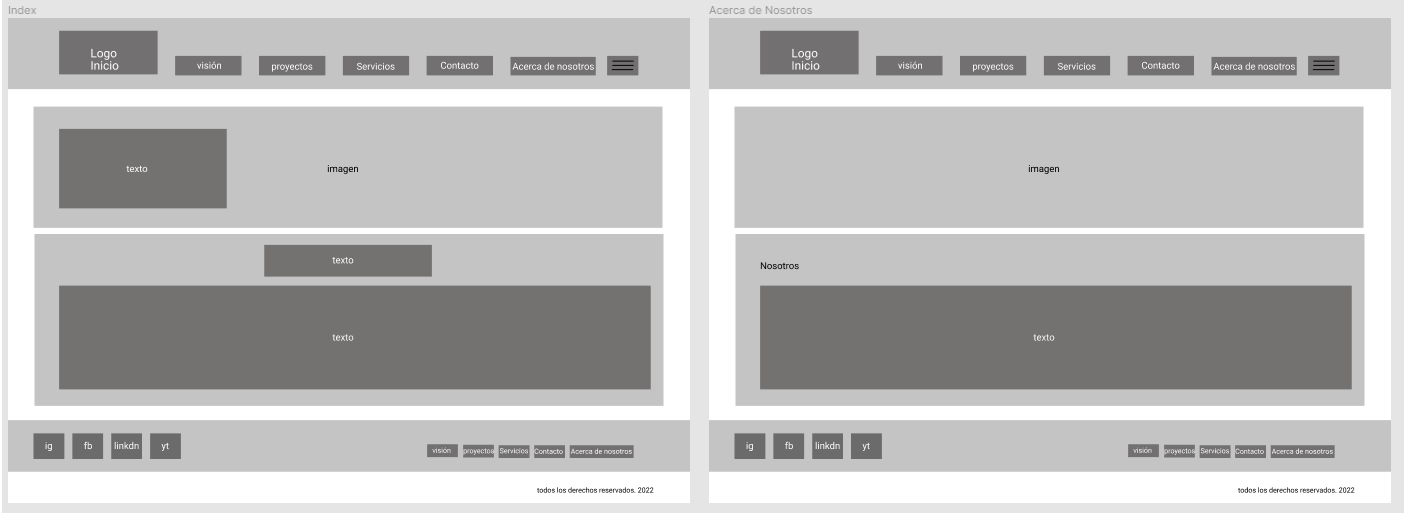 Index
Logo
Inicio
visión
proyectos
Servicios
Contacto
Acerca de nosotros
texto
imagen
texto
texto
ig
fb
linkdn
yt
visión
proyectos
Servicios
Contacto
Acerca de nosotros
todos los derechos reservados. 2022
Acerca de Nosotros
Logo
Inicio
visión
proyectos
Servicios
Contacto
Acerca de nosotros
imagen
Nosotros
texto
ig
fb
linkdn
yt
visión
proyectos
Servicios
Contacto
Acerca de nosotros
todos los derechos reservados. 2022